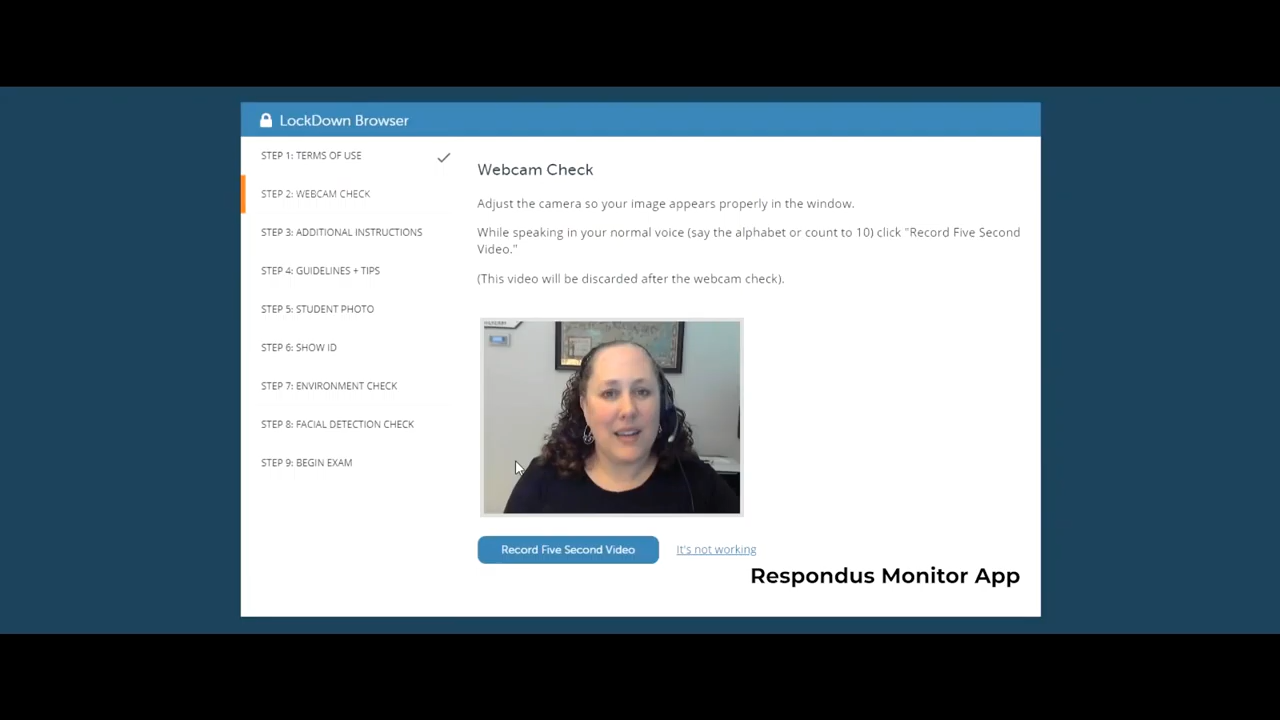 LockDown Browser
STEP 1: TERMS OF USE
STEP 2: WEBCAM CHECK
STEP 3: ADDITIONAL INSTRUCTIONS
STEP 4: GUIDELINES + TIPS
STEP 5: STUDENT PHOTO
STEP 6: SHOW ID
STEP 7: ENVIRONMENT CHECK
STEP 8: FACIAL DETECTION CHECK
STEP 9: BEGIN EXAM
Webcam Check
Adjust the camera so your image appears properly in the window.
While speaking in your normal voice (say the alphabet or count to 10) click "Record Five Second
Video."
(This video will be discarded after the webcam check).
Record Five Second Video
It's not working
Respondus Monitor App